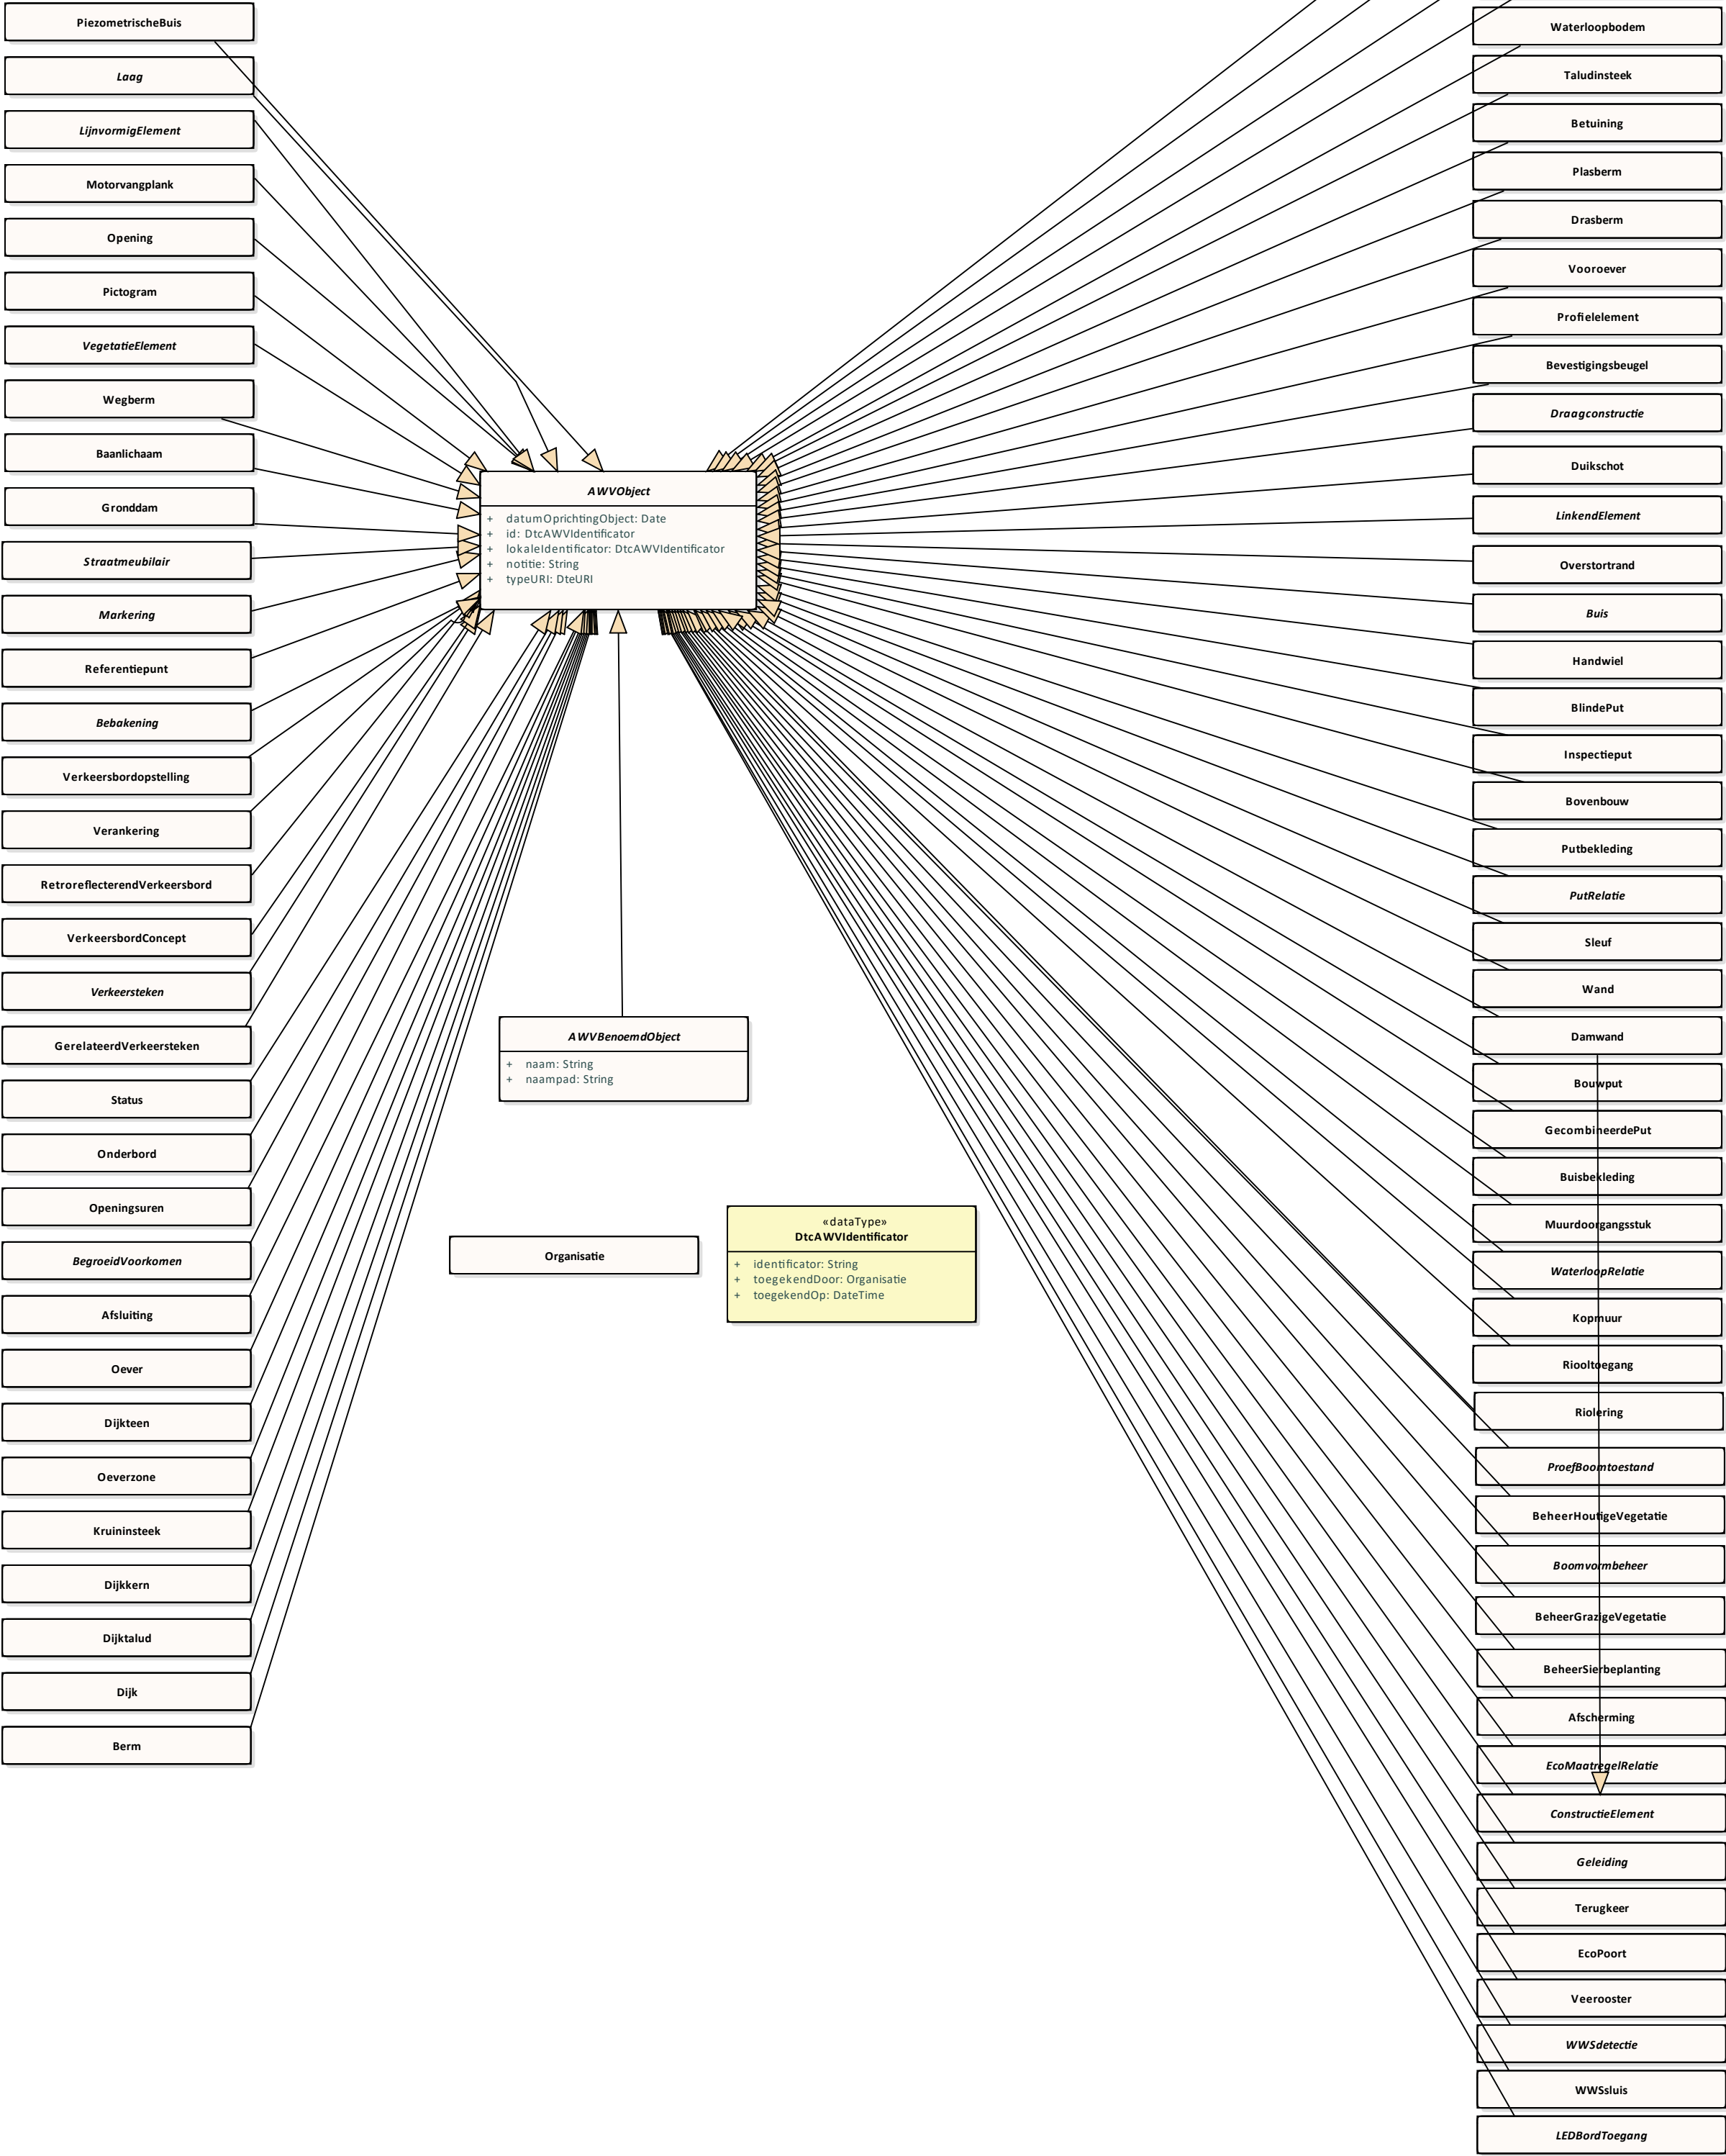 PiezometrischeBuis
Laag
LijnvormigElement
Motorvangplank
Opening
Pictogram
VegetatieElement
Wegberm
Baanlichaam
Gronddam
Straatmeubilair
Markering
Referentiepunt
Bebakening
Verkeersbordopstelling
Verankering
RetroreflecterendVerkeersbord
VerkeersbordConcept
Verkeersteken
GerelateerdVerkeersteken
Status
Onderbord
Openingsuren
BegroeidVoorkomen
Afsluiting
Oever
Dijkteen
Oeverzone
Kruininsteek
Dijkkern
Dijktalud
Dijk
Berm
AWVObject
+ datumOprichtingObject: Date
+ id: DtcAWVIdentificator
+ lokaleIdentificator: DtcAWVIdentificator
+ notitie: String
+ typeURI: DteURI
AWVBenoemdObject
+ naam: String
+ naampad: String
Organisatie
«dataType»
DtcAWVIdentificator
+ identificator: String
+ toegekendDoor: Organisatie
+ toegekendOp: DateTime
Waterloopbodem
Taludinsteek
Betuining
Plasberm
Drasberm
Vooroever
Profielelement
Bevestigingsbeugel
Draagconstructie
Duikschot
LinkendElement
Overstortrand
Buis
Handwiel
BlindePut
Inspectieput
Bovenbouw
Putbekleding
PutRelatie
Sleuf
Wand
Damwand
Bouwput
GecombineerdePut
Buisbekleding
Muurdoorgangsstuk
WaterloopRelatie
Kopmuur
Riooltoegang
Riolering
ProefBoomtoestand
BeheerHoutigeVegetatie
Boomvormbeheer
BeheerGrazigeVegetatie
BeheerSierbeplanting
Afscherming
EcoMaatregelRelatie
ConstructieElement
Geleiding
Terugkeer
EcoPoort
Veerooster
WWSdetectie
WWSsluis
LEDBordToegang